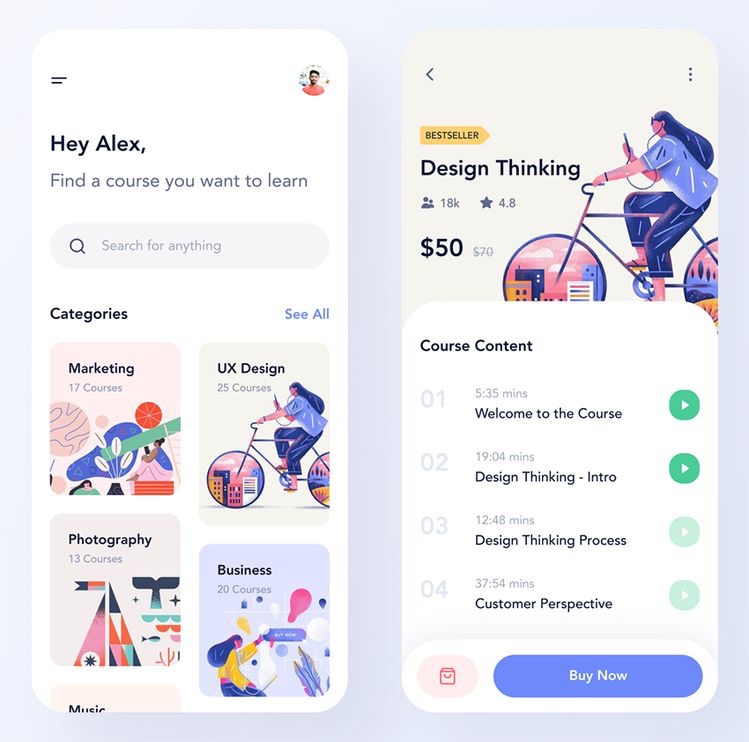 Hey Alex,
Find a course you want to learn
Search for anything
Categories
See All
Marketing
17 Courses
UX Design
25 Courses
Photography
13 Courses
Business
20 Courses
BUY NOW
Music
BESTSELLER
Design Thinking
18k
4.8
$50
$70
Course Content
01
5:35 mins
Welcome to the Course
02
19:04 mins
Design Thinking - Intro
03
12:48 mins
Design Thinking Process
04
37:54 mins
Customer Perspective
Buy Now